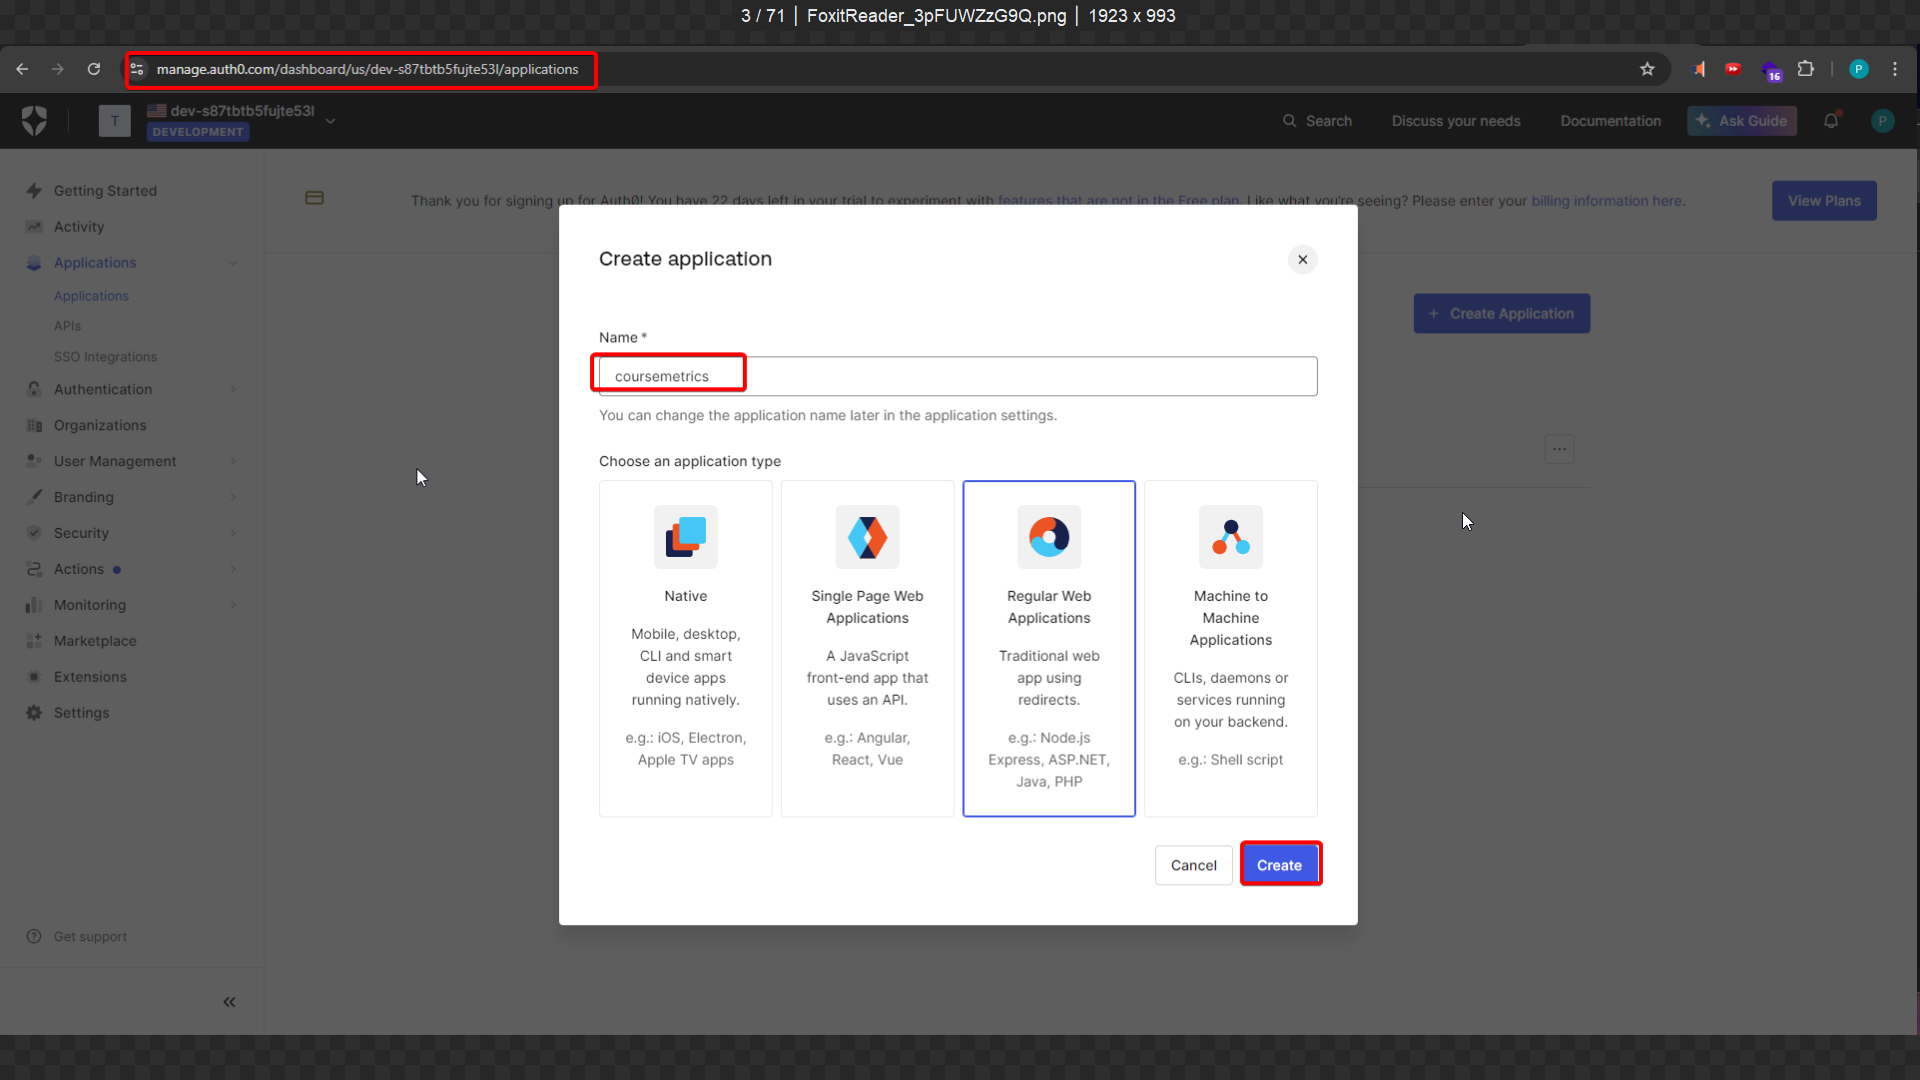 3 / 71 | FoxitReader_3pFUWZzG9Q.png | 1923 x 993
manage.auth0.com/dashboard/us/dev-s87tbtb5fujte53l/applications
16
P
T
dev-s87tbtb5fujte53l
DEVELOPMENT
Search
Discuss your needs
Documentation
Ask Guide
P
Getting Started
Activity
Applications
Applications
APIs
SSO Integrations
Authentication
Organizations
User Management
Branding
Security
Actions
Monitoring
Marketplace
Extensions
Settings
Get support
Thank you for signing up for Auth0! You have 22 days left in your trial to experiment with features that are not in the Free plan. Like what you're seeing? Please enter your billing information here.
View Plans
+ Create Application
Create application
Name *
coursemetrics
You can change the application name later in the application settings.
Choose an application type
Native
Mobile, desktop,
CLI and smart
device apps
running natively.
e.g.: iOS, Electron,
Apple TV apps
Single Page Web
Applications
A JavaScript
front-end app that
uses an API.
e.g.: Angular,
React, Vue
Regular Web
Applications
Traditional web
app using
redirects.
e.g.: Node.js
Express, ASP.NET,
Java, PHP
Machine to
Machine
Applications
CLIs, daemons or
services running
on your backend.
e.g.: Shell script
Cancel
Create